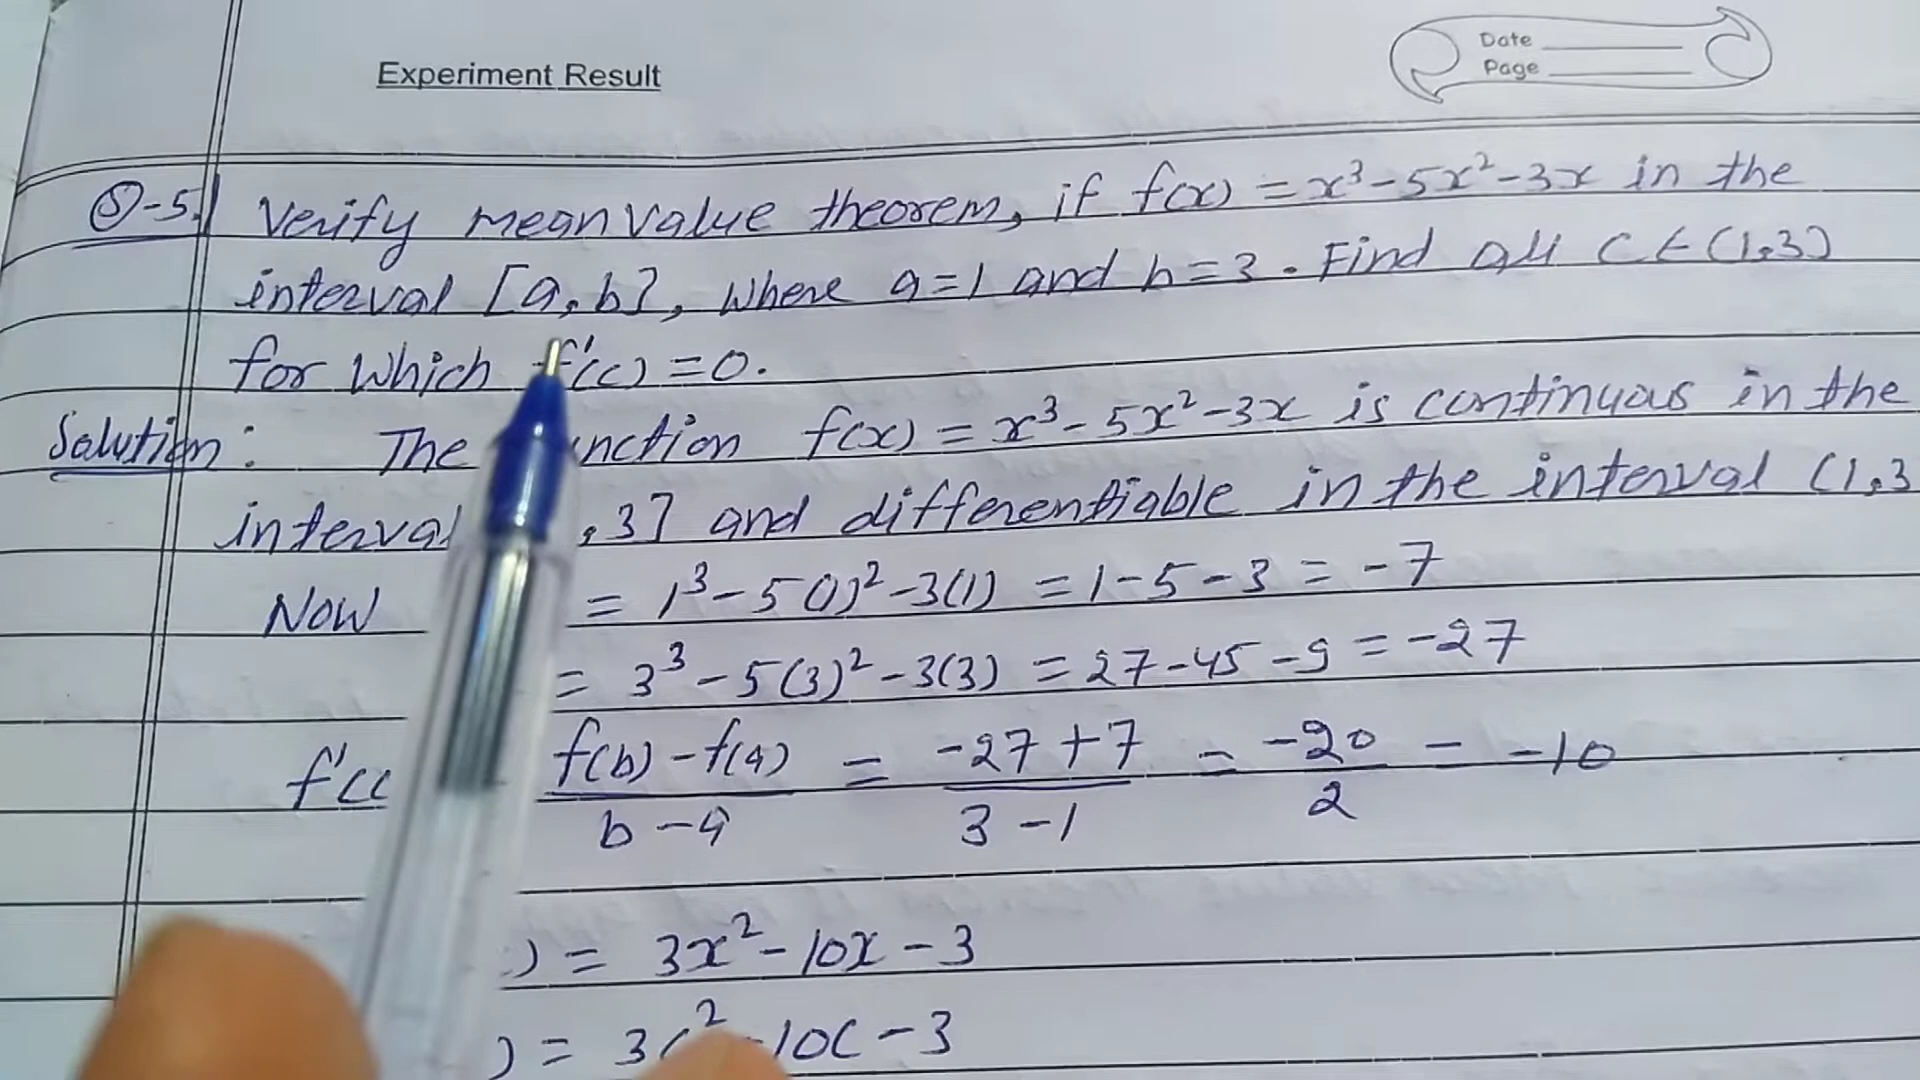 Experiment Result
Date
Page
Q-5. Verify mean value theorem, if f(x) = x³-5x²-3x in the
interval [a, b], where a=1 and b=3. Find all c ∈ (1,3)
for which f'(c) = 0.
Solution: The function f(x) = x³-5x²-3x is continuous in the
interval , 3] and differentiable in the interval (1,3
Now = 1³-5(1)²-3(1) = 1-5-3 = -7
= 3³-5(3)²-3(3) = 27-45-9 = -27
f'(c f(b)-f(a) / b-a = -27+7 / 3-1 = -20 / 2 = -10
) = 3x²-10x-3
) = 3c²-10c-3